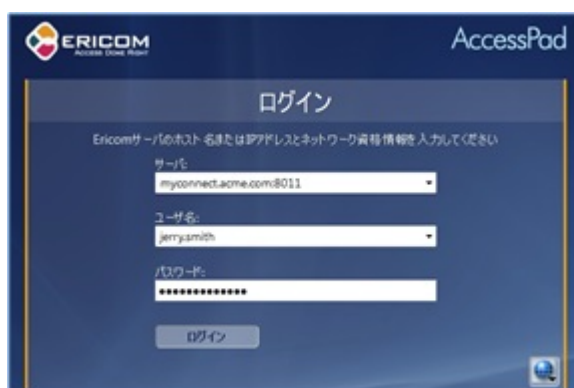 ERICOM
ACCESS DONE RIGHT
AccessPad
ログイン
Ericomサーバのホスト名またはIPアドレスとネットワーク資格情報を入力してください
サーバ:
myconnect.acme.com:8011
ユーザ名:
jerry.smith
パスワード:
•••••••••••••
ログイン